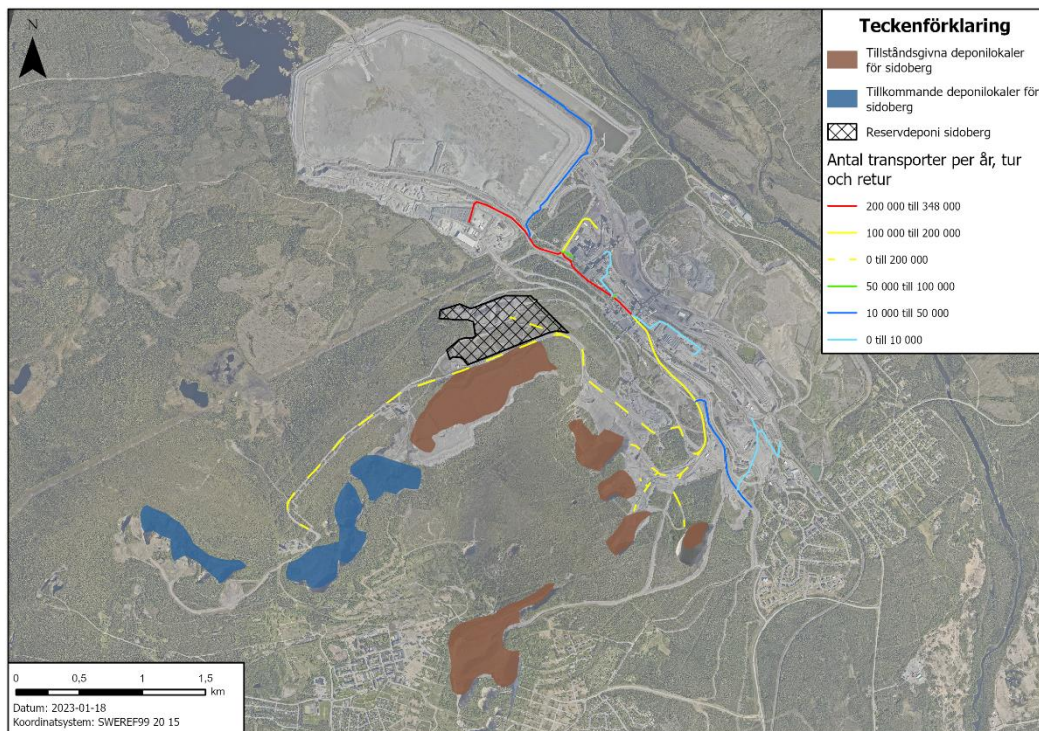 N
Teckenförklaring
Tillståndsgivna deponilokaler
för sidoberg
Tillkommande deponilokaler för
sidoberg
Reservdeponi sidoberg
Antal transporter per år, tur
och retur
200 000 till 348 000
100 000 till 200 000
0 till 200 000
50 000 till 100 000
10 000 till 50 000
0 till 10 000
0 0,5 1 1,5
km
Datum: 2023-01-18
Koordinatsystem: SWEREF99 20 15